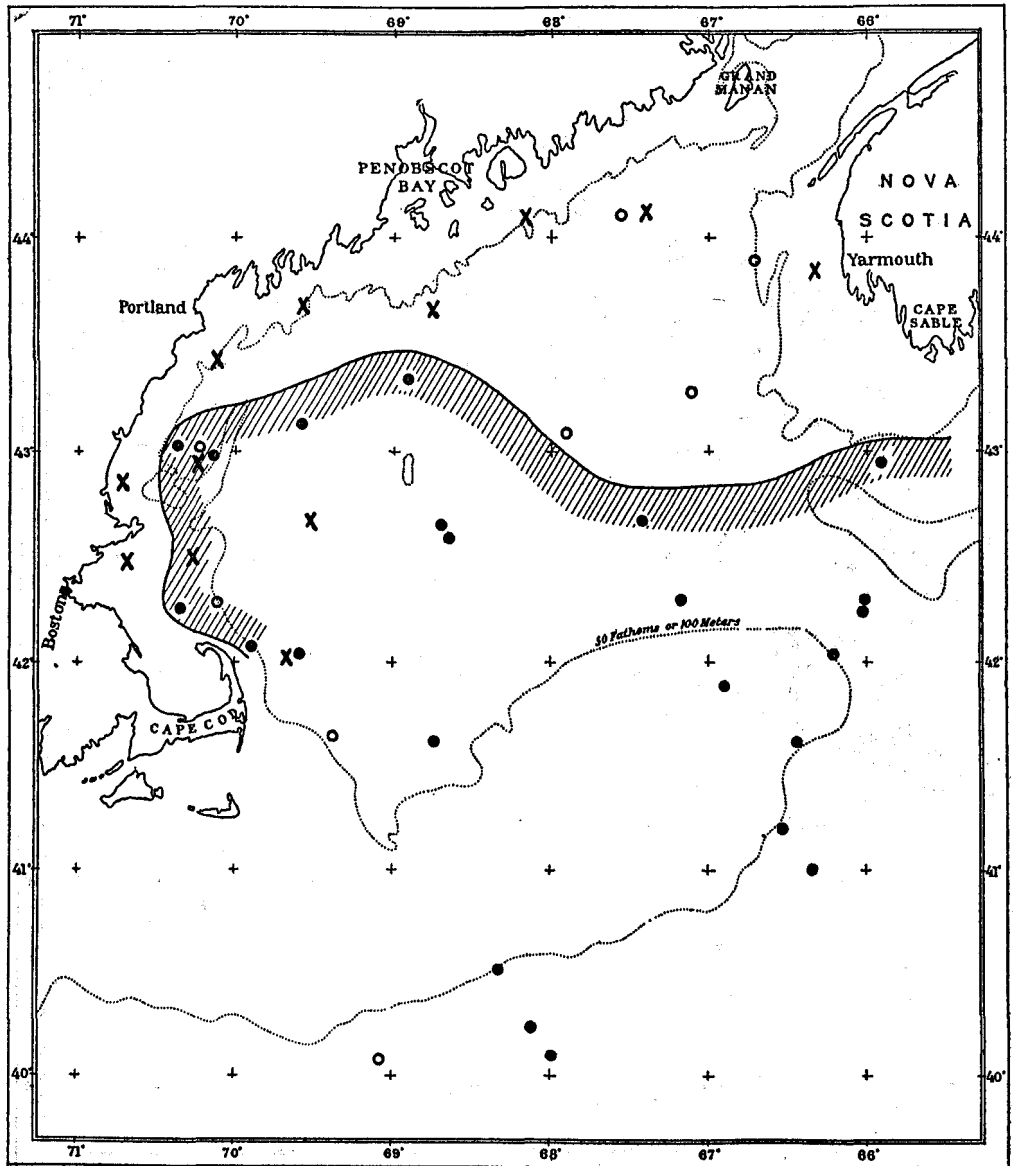 71° 70° 69° 68° 67° 66°
GRAND
MANAN
PENOBSCOT
BAY
NOVA
SCOTIA
44° 44°
Yarmouth
Portland
CAPE
SABLE
43° 43°
Boston
50 Fathoms or 100 Meters
42° 42°
CAPE COD
41° 41°
40° 40°
71° 70° 69° 68° 67° 66°